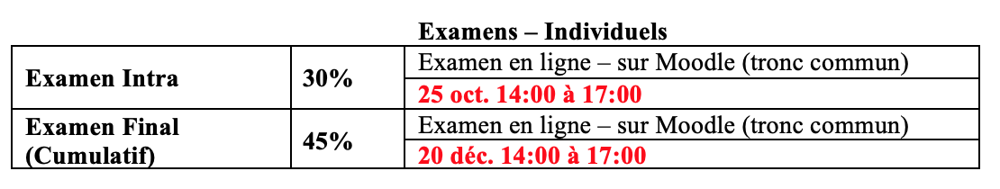 Examens – Individuels
Examen Intra
30%
Examen en ligne – sur Moodle (tronc commun)
25 oct. 14:00 à 17:00
Examen Final
(Cumulatif)
45%
Examen en ligne – sur Moodle (tronc commun)
20 déc. 14:00 à 17:00